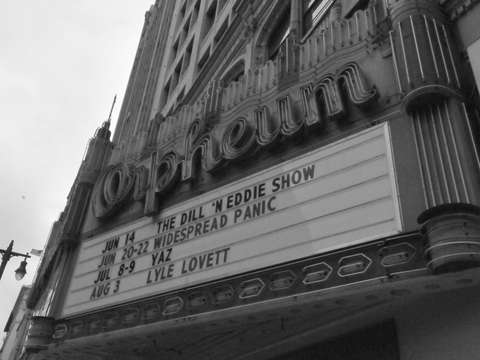 Orpheum
JUN 14 THE DILL 'N EDDIE SHOW
JUN 20-22 WIDESPREAD PANIC
JUL 8-9 YAZ
AUG 3 LYLE LOVETT